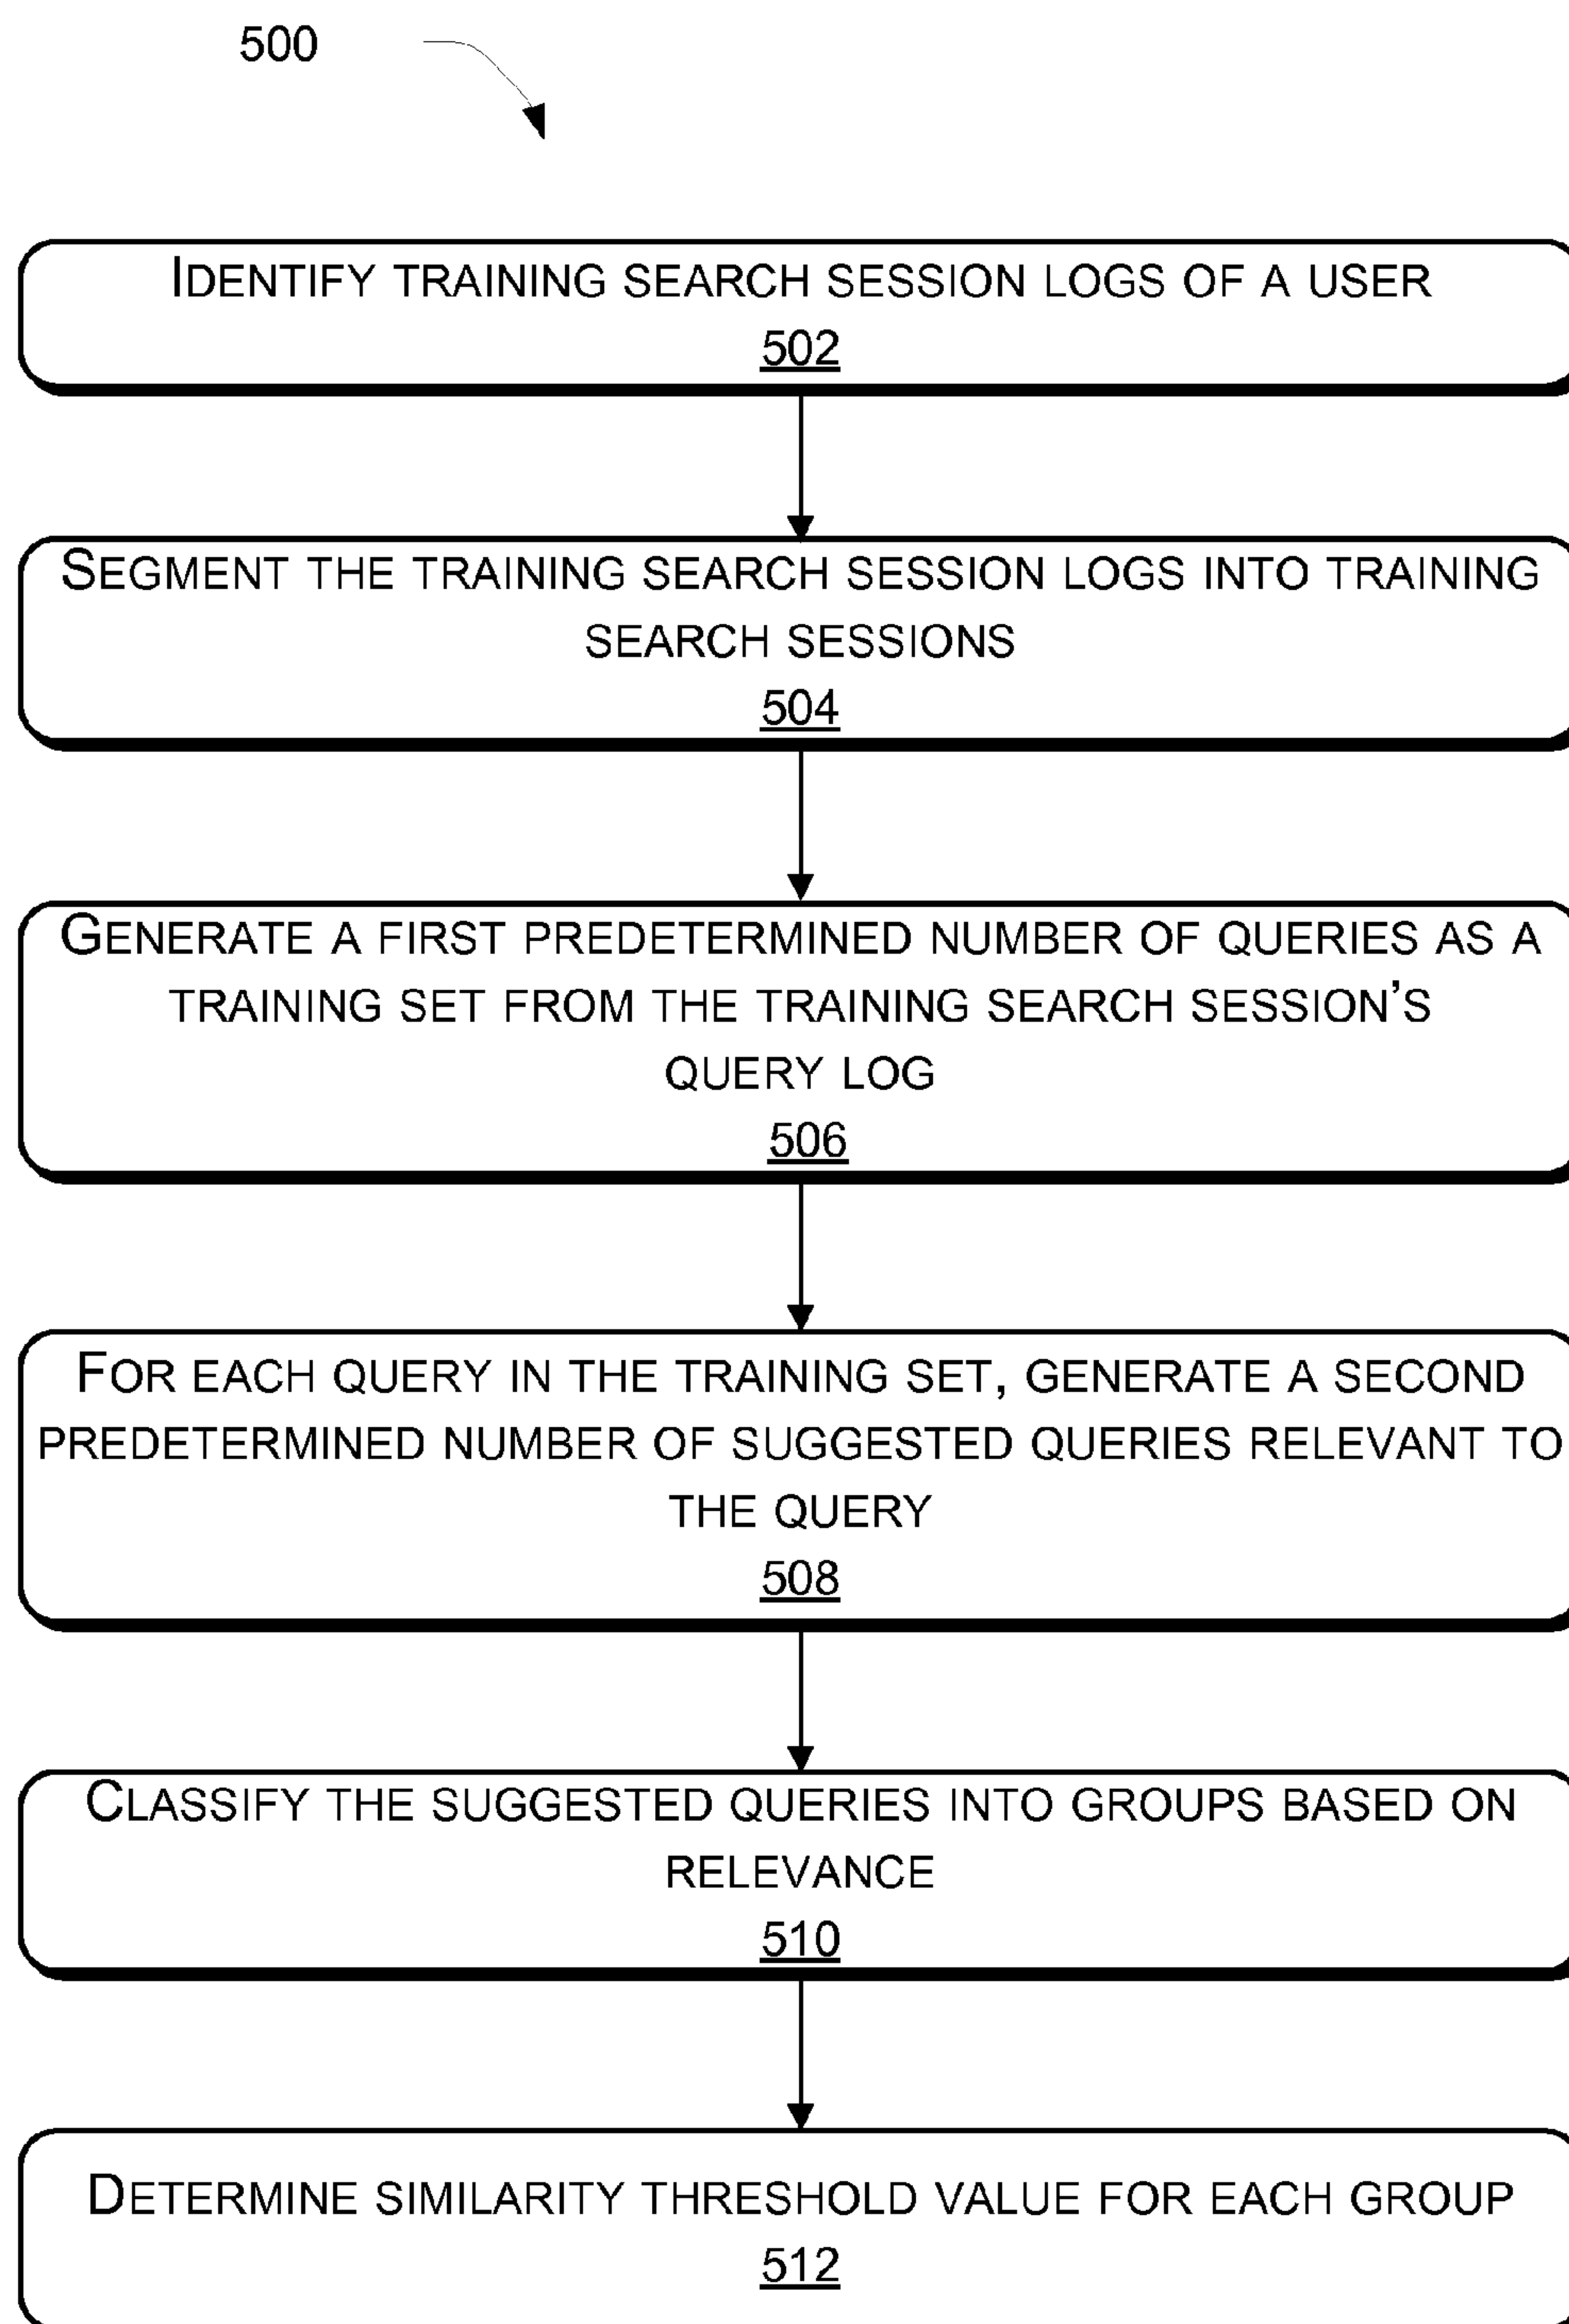 500
IDENTIFY TRAINING SEARCH SESSION LOGS OF A USER
502
SEGMENT THE TRAINING SEARCH SESSION LOGS INTO TRAINING
SEARCH SESSIONS
504
GENERATE A FIRST PREDETERMINED NUMBER OF QUERIES AS A
TRAINING SET FROM THE TRAINING SEARCH SESSION'S
QUERY LOG
506
FOR EACH QUERY IN THE TRAINING SET, GENERATE A SECOND
PREDETERMINED NUMBER OF SUGGESTED QUERIES RELEVANT TO
THE QUERY
508
CLASSIFY THE SUGGESTED QUERIES INTO GROUPS BASED ON
RELEVANCE
510
DETERMINE SIMILARITY THRESHOLD VALUE FOR EACH GROUP
512